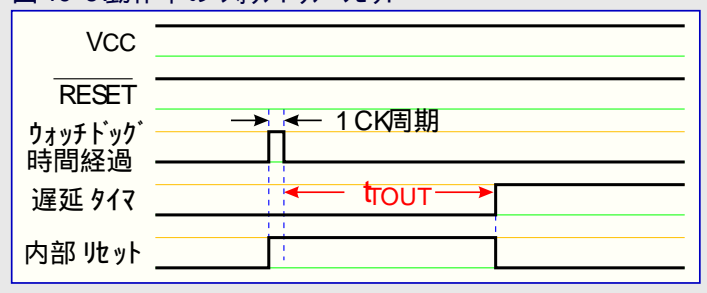 VCC
RESET
ウォッチドッグ
時間経過
1 CK周期
遅延 タイマ
tTOUT
内部 リセット